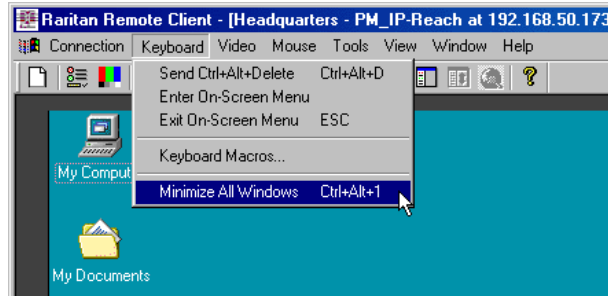 Raritan Remote Client - [Headquarters - PM_IP-Reach at 192.168.50.173
Connection Keyboard Video Mouse Tools View Window Help
Send Ctrl+Alt+Delete Ctrl+Alt+D
Enter On-Screen Menu
Exit On-Screen Menu ESC
Keyboard Macros...
Minimize All Windows Ctrl+Alt+1
My Comput
My Documents